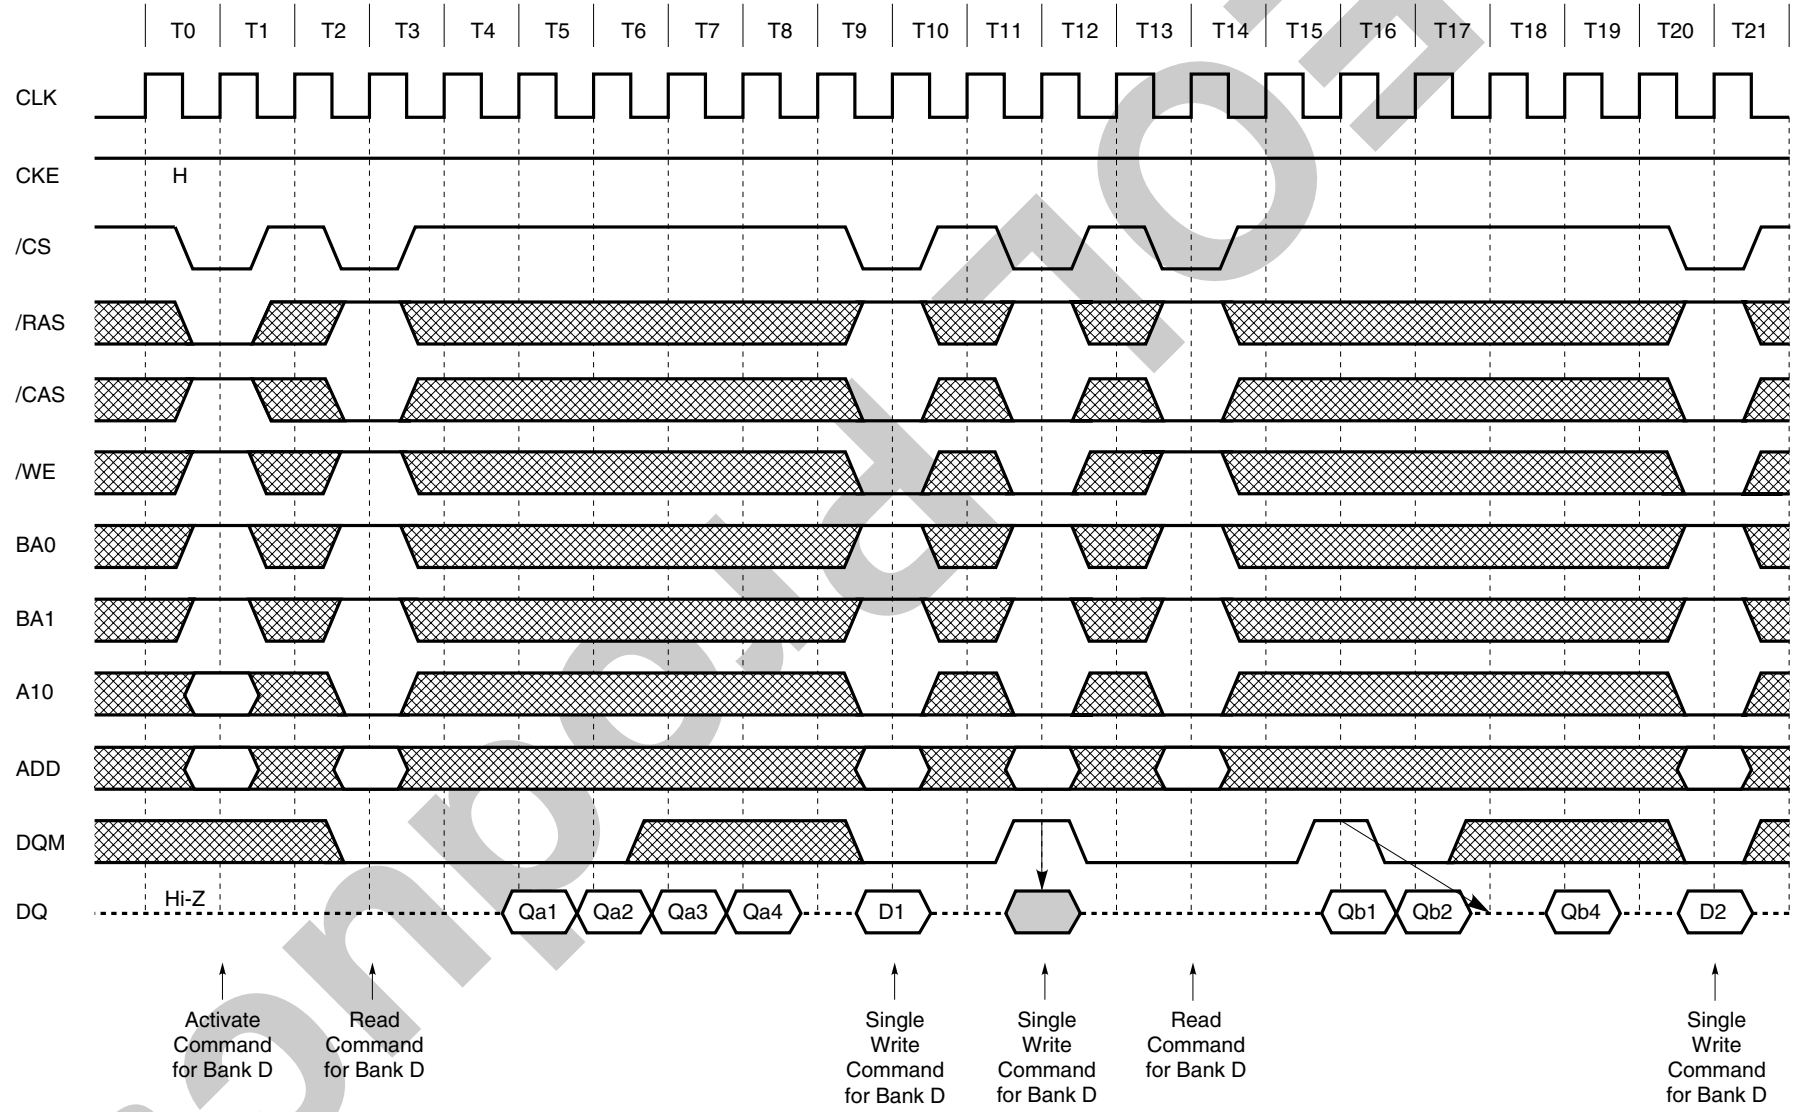 T0 T1 T2 T3 T4 T5 T6 T7 T8 T9 T10 T11 T12 T13 T14 T15 T16 T17 T18 T19 T20 T21
CLK
CKE H
/CS
/RAS
/CAS
/WE
BA0
BA1
A10
ADD
DQM
DQ Hi-Z Qa1 Qa2 Qa3 Qa4 D1 Qb1 Qb2 Qb4 D2
Activate
Command
for Bank D
Read
Command
for Bank D
Single
Write
Command
for Bank D
Single
Write
Command
for Bank D
Read
Command
for Bank D
Single
Write
Command
for Bank D